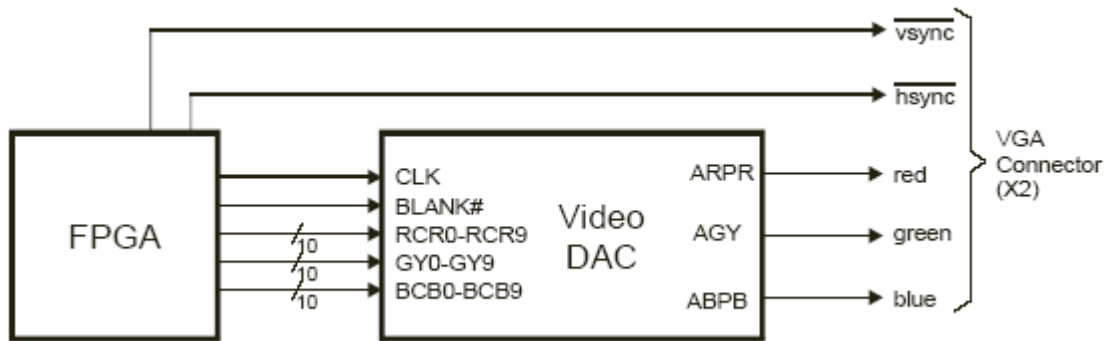 vsync
hsync
FPGA
CLK
BLANK#
RCR0-RCR9
GY0-GY9
BCB0-BCB9
10
10
10
Video
DAC
ARPR
AGY
ABPB
red
green
blue
VGA
Connector
(X2)